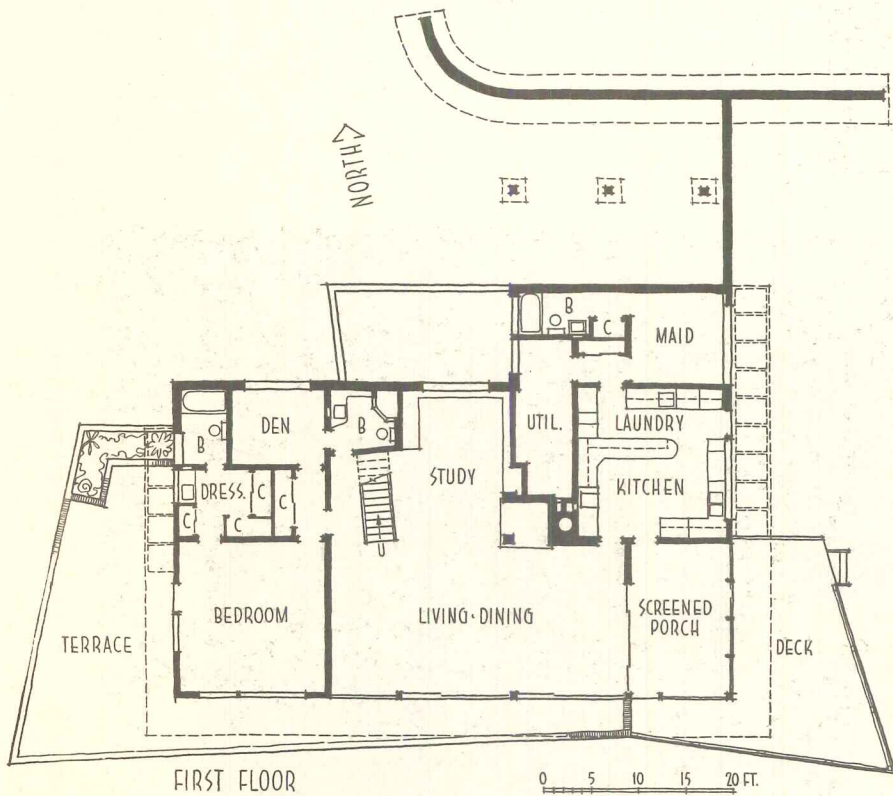 NORTH
B
C
MAID
DEN
B
UTIL.
LAUNDRY
B
STUDY
KITCHEN
DRESS.
C
C
C
C
U
BEDROOM
LIVING·DINING
SCREENED
PORCH
TERRACE
DECK
FIRST FLOOR
0 5 10 15 20 FT.